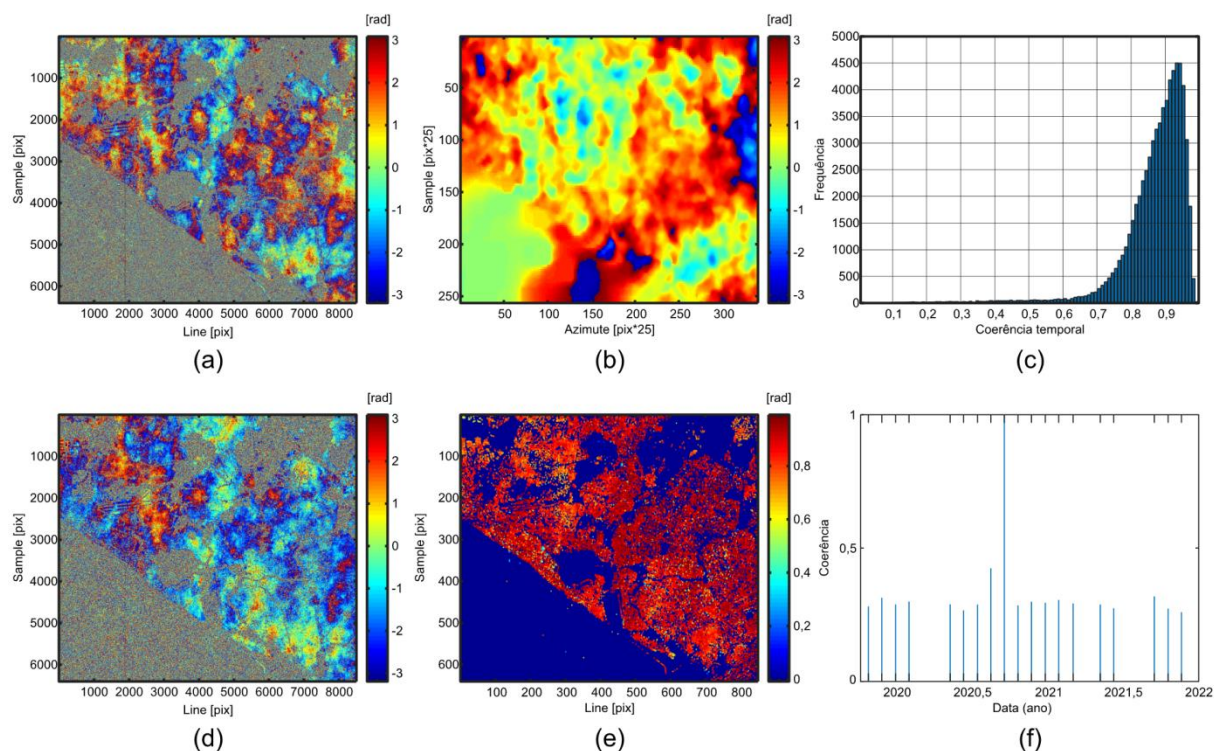 [rad]
3
2
1
0
-1
-2
-3
1000
2000
3000
4000
5000
6000
Sample [pix]
1000 2000 3000 4000 5000 6000 7000 8000
Line [pix]
(a)
[rad]
3
2
1
0
-1
-2
-3
50
100
150
200
250
Sample [pix*25]
50 100 150 200 250 300
Azimute [pix*25]
(b)
5000
4500
4000
3500
3000
2500
2000
1500
1000
500
0
Frequência
0,1 0,2 0,3 0,4 0,5 0,6 0,7 0,8 0,9
Coerência temporal
(c)
[rad]
3
2
1
0
-1
-2
-3
1000
2000
3000
4000
5000
6000
Sample [pix]
1000 2000 3000 4000 5000 6000 7000 8000
Line [pix]
(d)
[rad]
0,8
0,6
0,4
0,2
0
100
200
300
400
500
600
Sample [pix]
100 200 300 400 500 600 700 800
Line [pix]
(e)
1
0,5
0
Coerência
2020 2020,5 2021 2021,5 2022
Data (ano)
(f)